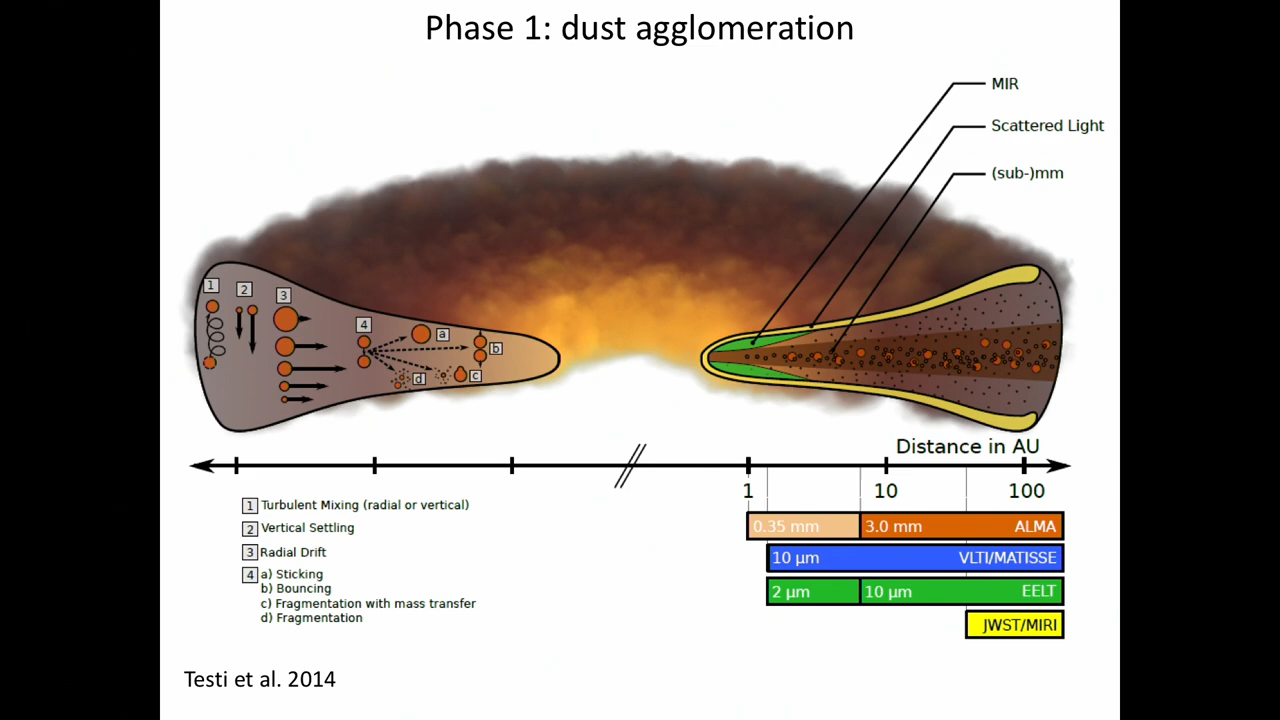 Phase 1: dust agglomeration
MIR
Scattered Light
(sub-)mm
1
2
3
4
a
b
c
d
Distance in AU
1
10
100
1 Turbulent Mixing (radial or vertical)
2 Vertical Settling
3 Radial Drift
4 a) Sticking
b) Bouncing
c) Fragmentation with mass transfer
d) Fragmentation
0.35 mm 3.0 mm ALMA
10 μm VLTI/MATISSE
2 μm 10 μm EELT
JWST/MIRI
Testi et al. 2014